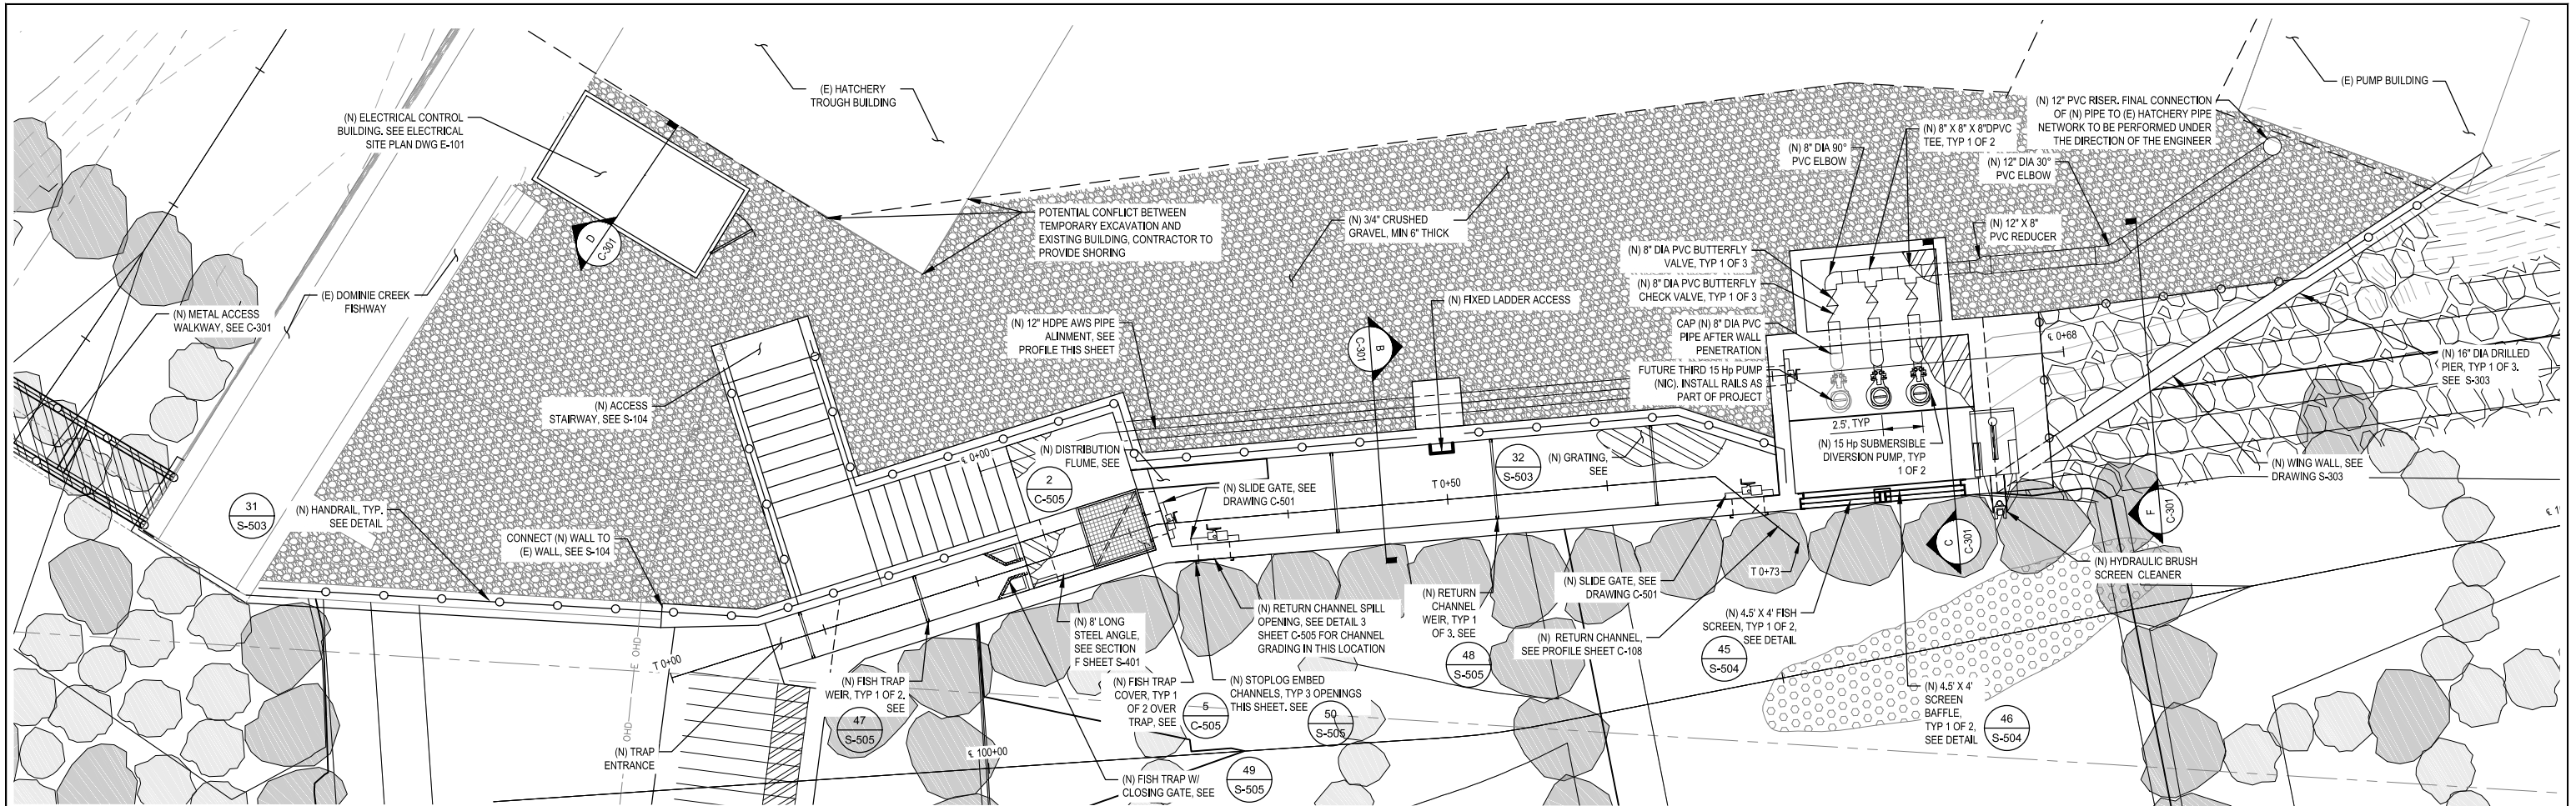 (E) HATCHERY
TROUGH BUILDING
(E) PUMP BUILDING
(N) ELECTRICAL CONTROL
BUILDING. SEE ELECTRICAL
SITE PLAN DWG E-101
(N) 12" PVC RISER. FINAL CONNECTION
OF (N) PIPE TO (E) HATCHERY PIPE
NETWORK TO BE PERFORMED UNDER
THE DIRECTION OF THE ENGINEER
(N) 8" X 8" X 8"DPVC
TEE, TYP 1 OF 2
(N) 8" DIA 90°
PVC ELBOW
(N) 12" DIA 30°
PVC ELBOW
POTENTIAL CONFLICT BETWEEN
TEMPORARY EXCAVATION AND
EXISTING BUILDING, CONTRACTOR TO
PROVIDE SHORING
(N) 3/4" CRUSHED
GRAVEL, MIN 6" THICK
(N) 12" X 8"
PVC REDUCER
D
C-301
(N) 8" DIA PVC BUTTERFLY
VALVE, TYP 1 OF 3
(N) 8" DIA PVC BUTTERFLY
CHECK VALVE, TYP 1 OF 3
(E) DOMINIE CREEK
FISHWAY
(N) METAL ACCESS
WALKWAY, SEE C-301
(N) FIXED LADDER ACCESS
(N) 12" HDPE AWS PIPE
ALINMENT, SEE
PROFILE THIS SHEET
B
C-301
CAP (N) 8" DIA PVC
PIPE AFTER WALL
PENETRATION
FUTURE THIRD 15 Hp PUMP
(NIC). INSTALL RAILS AS
PART OF PROJECT
℄ 0+68
(N) 16" DIA DRILLED
PIER, TYP 1 OF 3.
SEE S-303
(N) ACCESS
STAIRWAY, SEE S-104
2.5', TYP
(N) 15 Hp SUBMERSIBLE
DIVERSION PUMP, TYP
1 OF 2
℄ 0+00
(N) DISTRIBUTION
FLUME, SEE
2
C-505
32
S-503
(N) GRATING,
SEE
(N) WING WALL, SEE
DRAWING S-303
(N) SLIDE GATE, SEE
DRAWING C-501
T 0+50
31
S-503
(N) HANDRAIL, TYP.
SEE DETAIL
F
C-301
C
C-301
CONNECT (N) WALL TO
(E) WALL, SEE S-104
(N) HYDRAULIC BRUSH
SCREEN CLEANER
T 0+73
(N) SLIDE GATE, SEE
DRAWING C-501
(N) RETURN
CHANNEL
WEIR, TYP 1
OF 3, SEE
48
S-505
(N) RETURN CHANNEL SPILL
OPENING, SEE DETAIL 3
SHEET C-505 FOR CHANNEL
GRADING IN THIS LOCATION
(N) 8' LONG
STEEL ANGLE,
SEE SECTION
F SHEET S-401
(N) 4.5' X 4' FISH
SCREEN, TYP 1 OF 2,
SEE DETAIL
45
S-504
(N) RETURN CHANNEL,
SEE PROFILE SHEET C-108
T 0+00
OHD
E OHD
(N) FISH TRAP
WEIR, TYP 1 OF 2,
SEE
47
S-505
(N) FISH TRAP
COVER, TYP 1
OF 2 OVER
TRAP, SEE
5
C-505
(N) STOPLOG EMBED
CHANNELS, TYP 3 OPENINGS
THIS SHEET. SEE
50
S-505
(N) 4.5' X 4'
SCREEN
BAFFLE,
TYP 1 OF 2,
SEE DETAIL
46
S-504
(N) TRAP
ENTRANCE
℄ 100+00
(N) FISH TRAP W/
CLOSING GATE, SEE
49
S-505